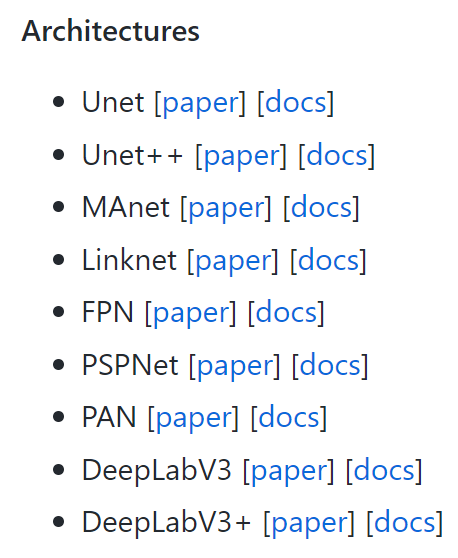 Architectures
• Unet [paper] [docs]
• Unet++ [paper] [docs]
• MAnet [paper] [docs]
• Linknet [paper] [docs]
• FPN [paper] [docs]
• PSPNet [paper] [docs]
• PAN [paper] [docs]
• DeepLabV3 [paper] [docs]
• DeepLabV3+ [paper] [docs]